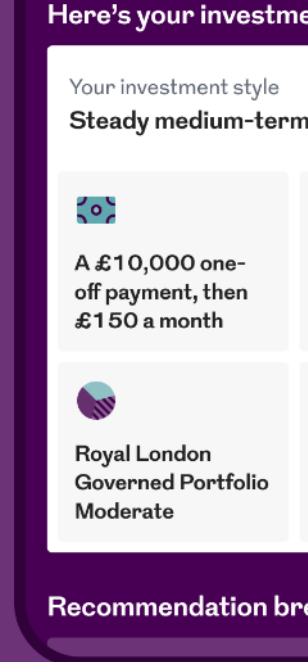 Here's your investme
Your investment style
Steady medium-term
A £10,000 one-
off payment, then
£150 a month
Royal London
Governed Portfolio
Moderate
Recommendation bre